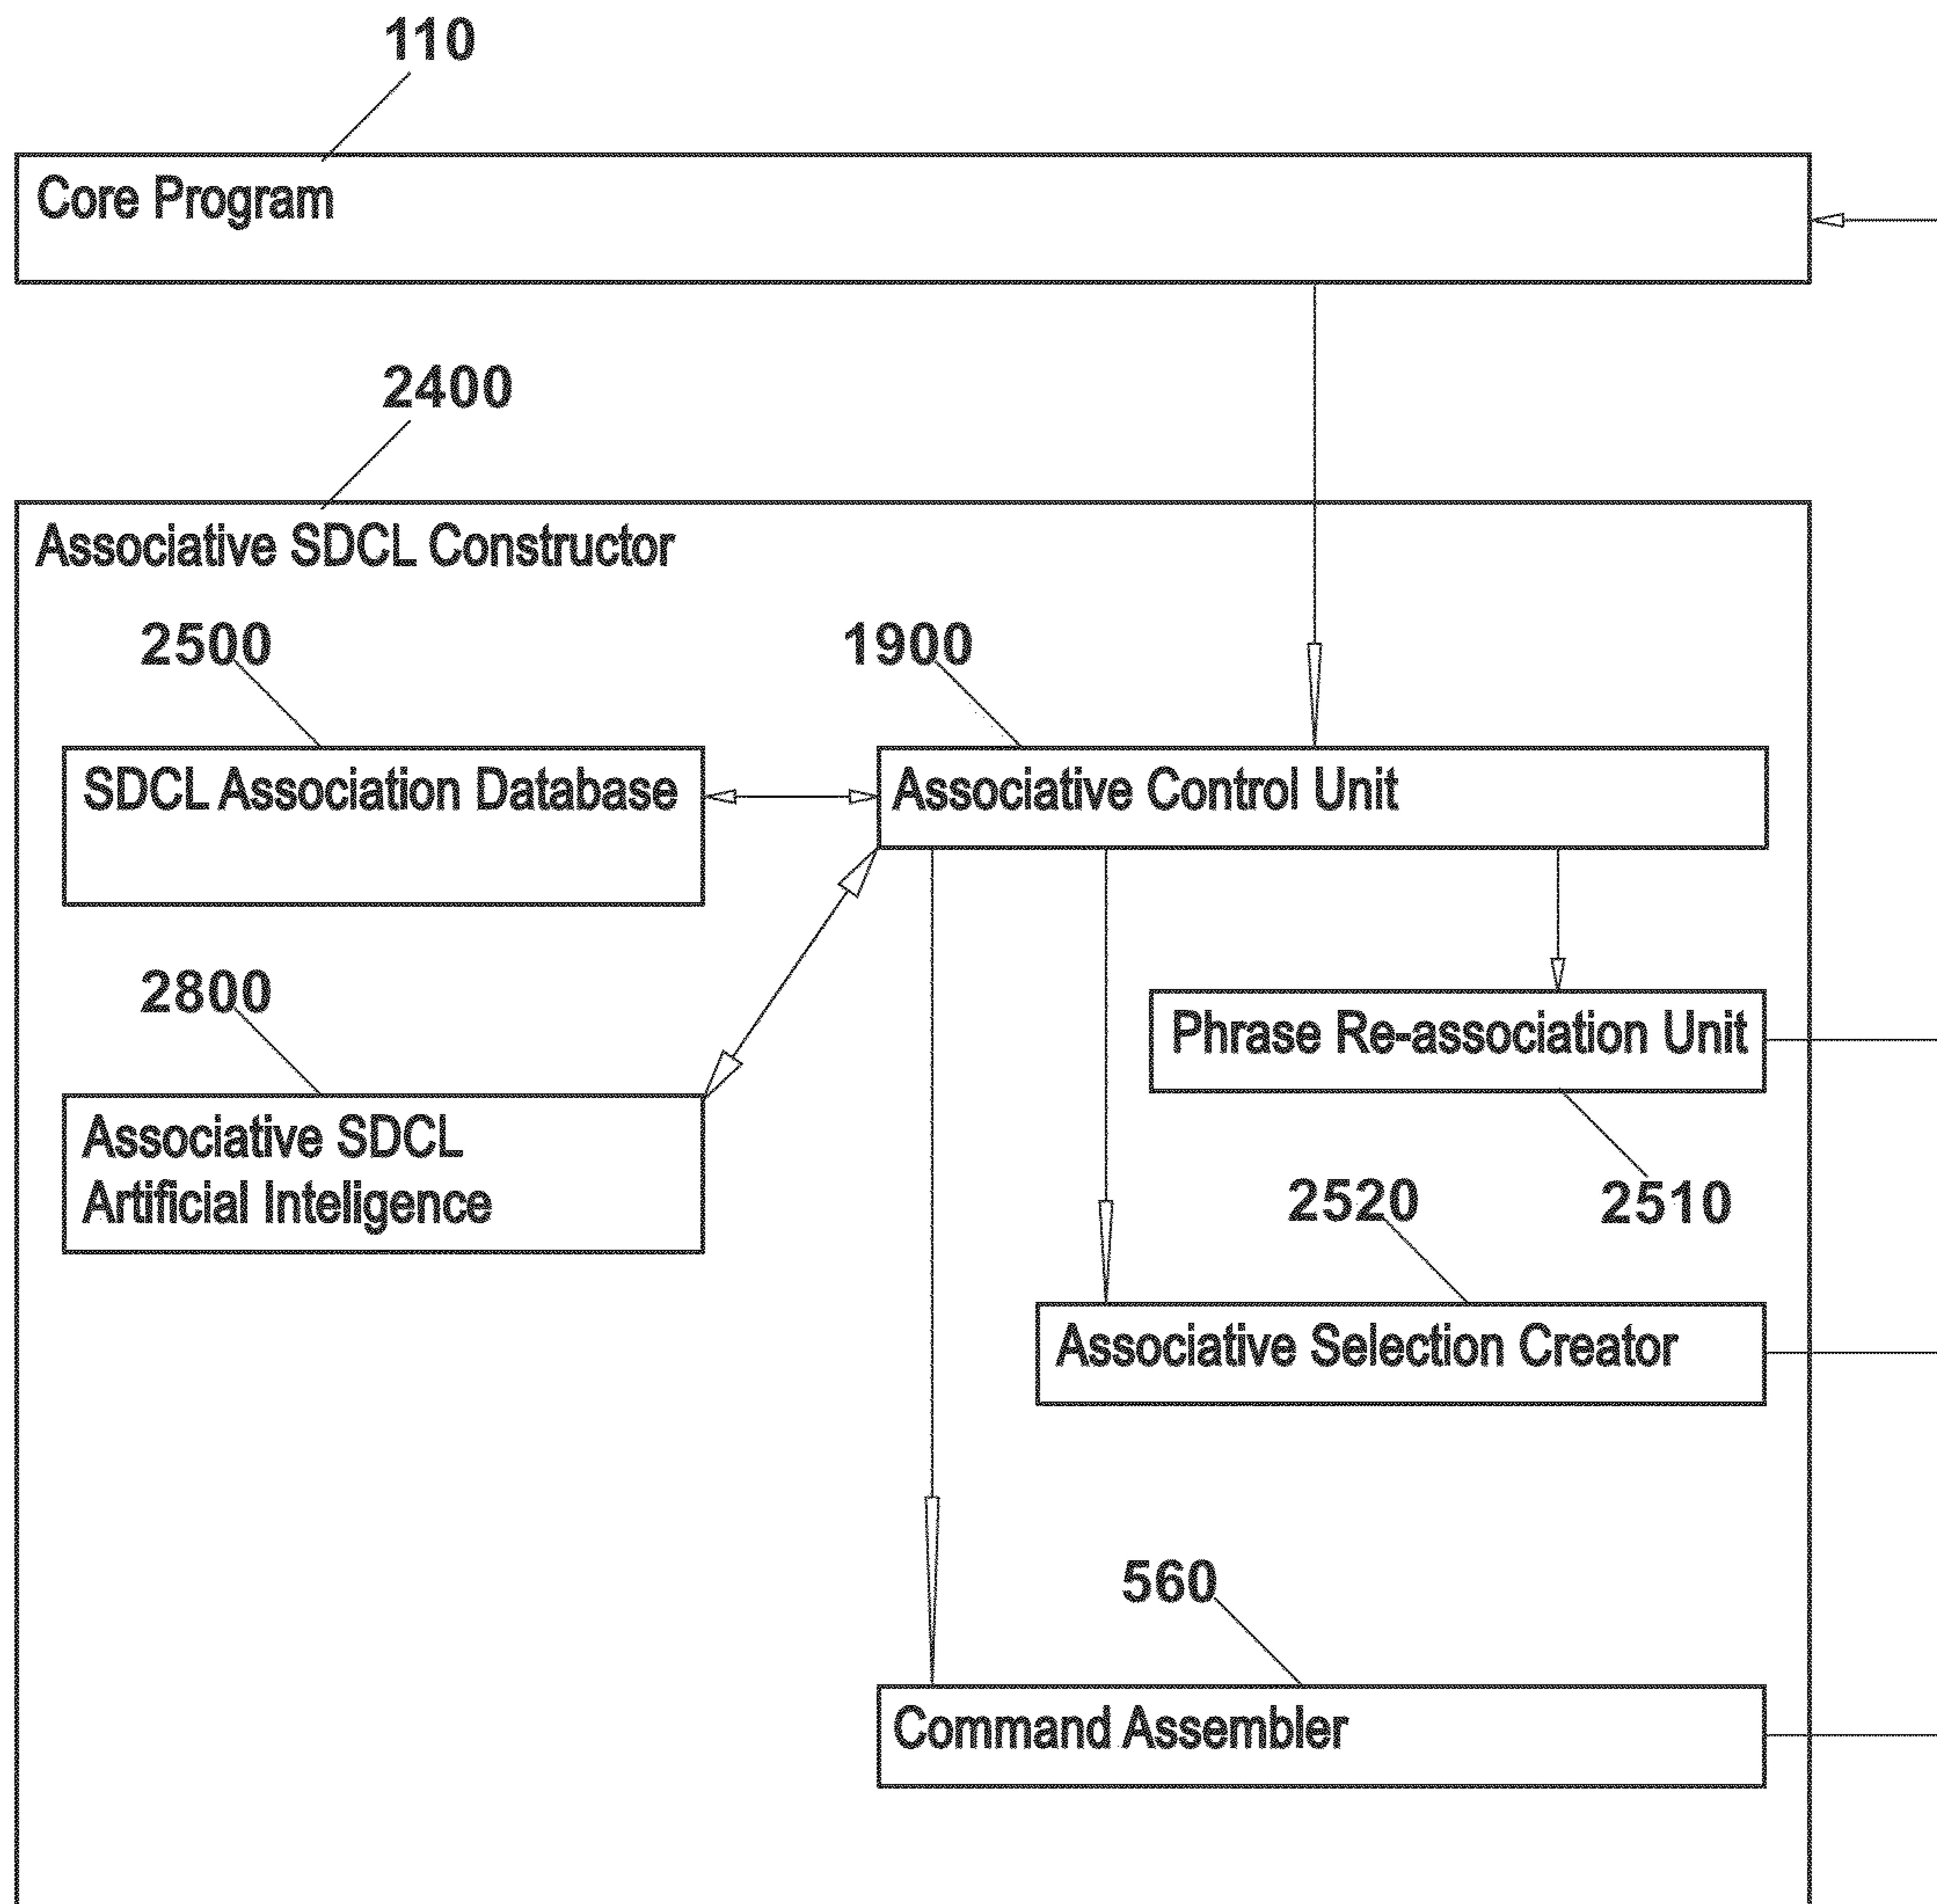 110
Core Program
2400
Associative SDCL Constructor
2500
1900
SDCL Association Database
Associative Control Unit
2800
Phrase Re-association Unit
Associative SDCL
Artificial Inteligence
2520
2510
Associative Selection Creator
560
Command Assembler